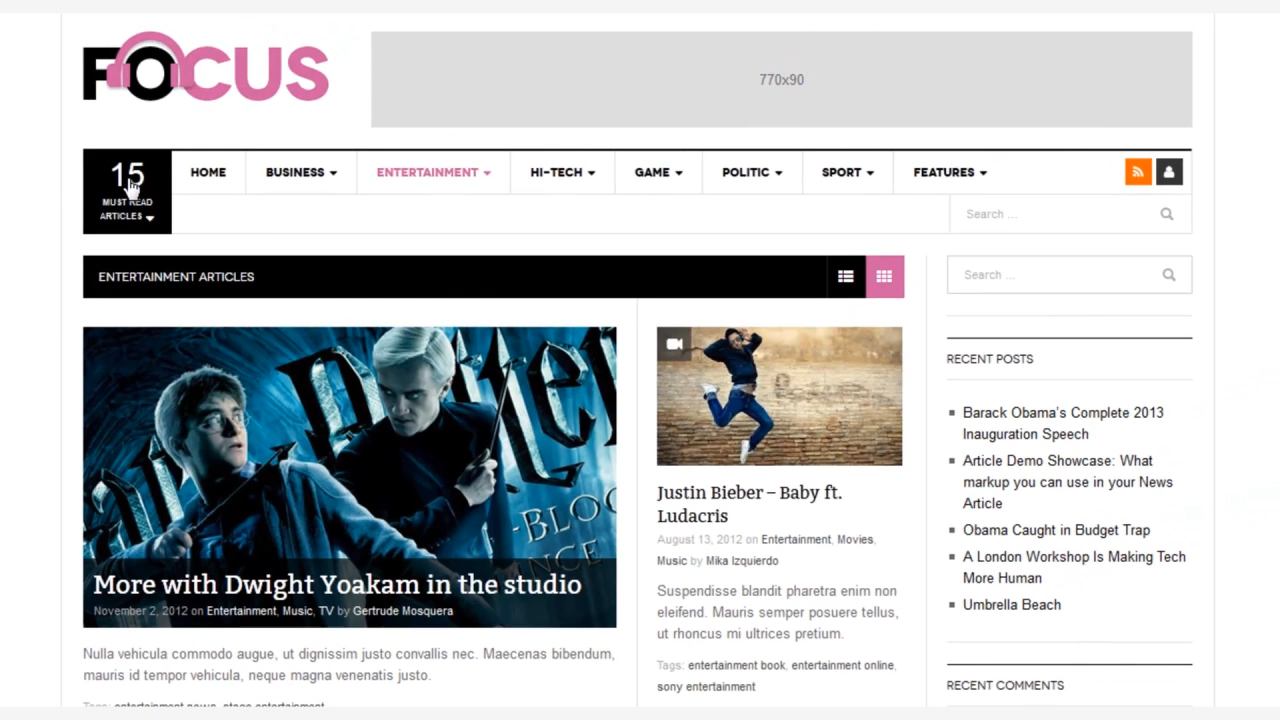 FOCUS
770x90
15
MUST READ
ARTICLES
HOME
BUSINESS
ENTERTAINMENT
HI-TECH
GAME
POLITIC
SPORT
FEATURES
Search ...
ENTERTAINMENT ARTICLES
Search ...
More with Dwight Yoakam in the studio
November 2, 2012 on Entertainment, Music, TV by Gertrude Mosquera
Nulla vehicula commodo augue, ut dignissim justo convallis nec. Maecenas bibendum,
mauris id tempor vehicula, neque magna venenatis justo.
Tags: entertainment news, stage entertainment
Justin Bieber – Baby ft.
Ludacris
August 13, 2012 on Entertainment, Movies,
Music by Mika Izquierdo
Suspendisse blandit pharetra enim non
eleifend. Mauris semper posuere tellus,
ut rhoncus mi ultrices pretium.
Tags: entertainment book, entertainment online,
sony entertainment
RECENT POSTS
Barack Obama's Complete 2013
Inauguration Speech
Article Demo Showcase: What
markup you can use in your News
Article
Obama Caught in Budget Trap
A London Workshop Is Making Tech
More Human
Umbrella Beach
RECENT COMMENTS